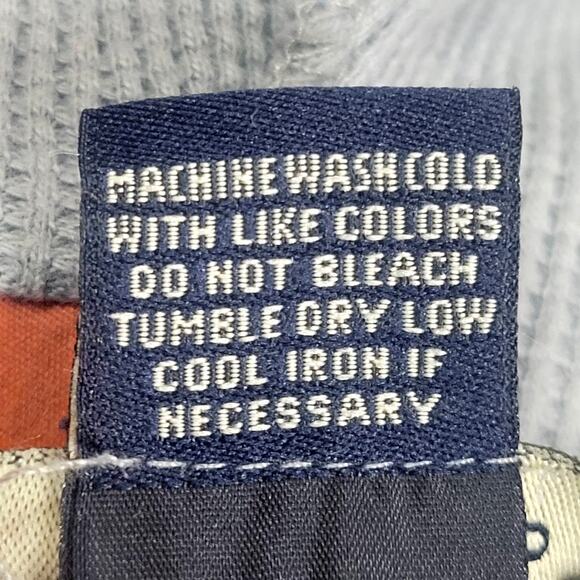 MACHINE WASH COLD
WITH LIKE COLORS
DO NOT BLEACH
TUMBLE DRY LOW
COOL IRON IF
NECESSARY